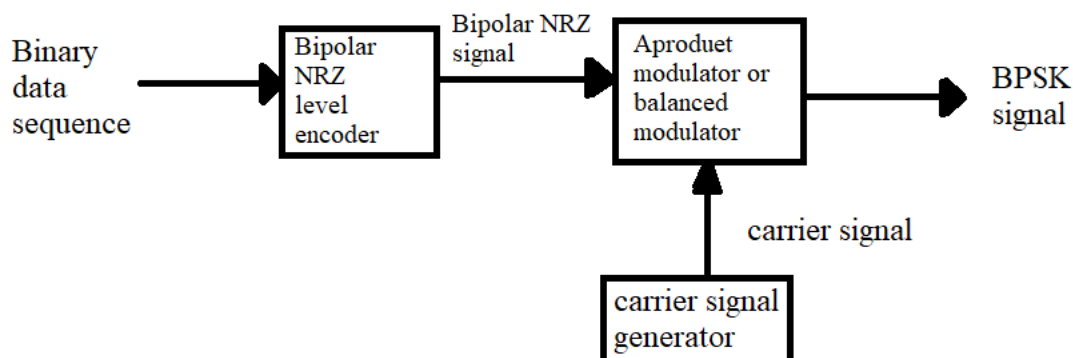 Binary
data
sequence
Bipolar
NRZ
level
encoder
Bipolar NRZ
signal
Aproduet
modulator or
balanced
modulator
BPSK
signal
carrier signal
carrier signal
generator